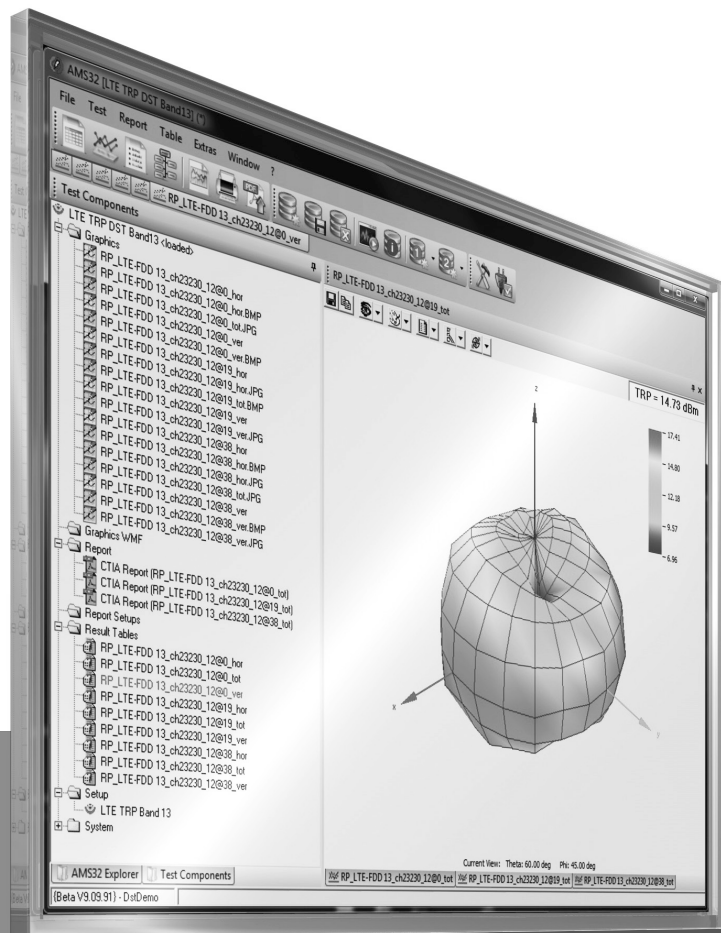 AMS32 [LTE TRP DST Band13] (*)
File Test Report Table Extras Window ?
RP_LTE-FDD 13_ch23230_12@0_ver
Test Components
LTE TRP DST Band13 <loaded>
Graphics
RP_LTE-FDD 13_ch23230_12@0_hor
RP_LTE-FDD 13_ch23230_12@0_hor.BMP
RP_LTE-FDD 13_ch23230_12@0_tot.JPG
RP_LTE-FDD 13_ch23230_12@0_ver
RP_LTE-FDD 13_ch23230_12@0_ver.BMP
RP_LTE-FDD 13_ch23230_12@19_hor
RP_LTE-FDD 13_ch23230_12@19_hor.JPG
RP_LTE-FDD 13_ch23230_12@19_tot.BMP
RP_LTE-FDD 13_ch23230_12@19_ver
RP_LTE-FDD 13_ch23230_12@19_ver.JPG
RP_LTE-FDD 13_ch23230_12@38_hor
RP_LTE-FDD 13_ch23230_12@38_hor.BMP
RP_LTE-FDD 13_ch23230_12@38_hor.JPG
RP_LTE-FDD 13_ch23230_12@38_tot.JPG
RP_LTE-FDD 13_ch23230_12@38_ver
RP_LTE-FDD 13_ch23230_12@38_ver.BMP
RP_LTE-FDD 13_ch23230_12@38_ver.JPG
Graphics WMF
Report
CTIA Report (RP_LTE-FDD 13_ch23230_12@0_tot)
CTIA Report (RP_LTE-FDD 13_ch23230_12@19_tot)
CTIA Report (RP_LTE-FDD 13_ch23230_12@38_tot)
Report Setups
Result Tables
RP_LTE-FDD 13_ch23230_12@0_hor
RP_LTE-FDD 13_ch23230_12@0_tot
RP_LTE-FDD 13_ch23230_12@0_ver
RP_LTE-FDD 13_ch23230_12@19_hor
RP_LTE-FDD 13_ch23230_12@19_tot
RP_LTE-FDD 13_ch23230_12@19_ver
RP_LTE-FDD 13_ch23230_12@38_hor
RP_LTE-FDD 13_ch23230_12@38_tot
RP_LTE-FDD 13_ch23230_12@38_ver
Setup
LTE TRP Band 13
System
AMS32 Explorer Test Components
{Beta V9.09.91} - DstDemo
RP_LTE-FDD 13_ch23230_12@19_tot
TRP = 14.73 dBm
17.41
14.80
12.18
9.57
6.96
z
x
y
Current View: Theta: 60.00 deg Phi: 45.00 deg
RP_LTE-FDD 13_ch23230_12@0_tot RP_LTE-FDD 13_ch23230_12@19_tot RP_LTE-FDD 13_ch23230_12@38_tot